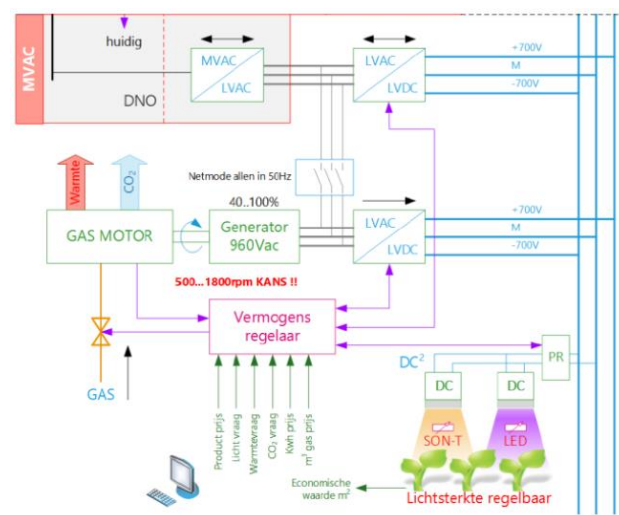 MVAC
huidig
DNO
MVAC
LVAC
LVAC
LVDC
+700V
M
-700V
Netmode allen in 50Hz
Warmte
CO₂
40..100%
GAS MOTOR
Generator
960Vac
LVAC
LVDC
+700V
M
-700V
500...1800rpm KANS !!
Vermogens
regelaar
GAS
Product prijs
Licht vraag
Warmtevraag
CO₂ vraag
Kwh prijs
m³ gas prijs
DC²
PR
DC
DC
SON-T
LED
Economische
waarde m²
Lichtsterkte regelbaar